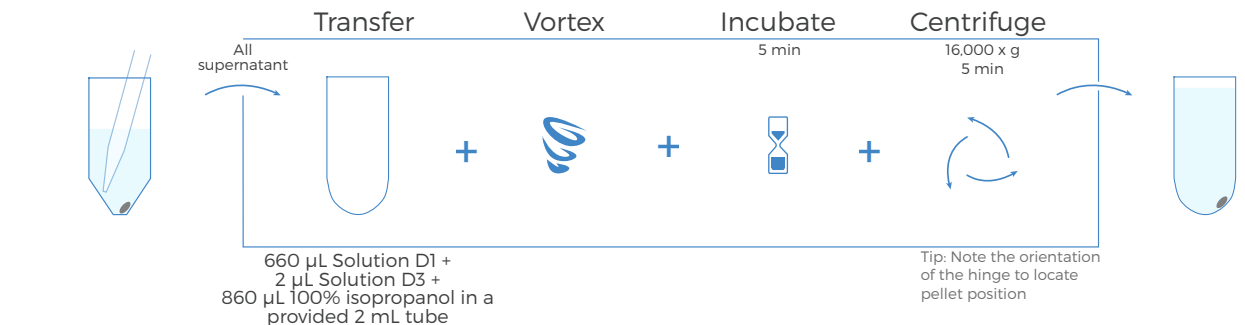 Transfer
Vortex
Incubate
Centrifuge
All
supernatant
5 min
16,000 x g
5 min
660 µL Solution D1 +
2 µL Solution D3 +
860 µL 100% isopropanol in a
provided 2 mL tube
Tip: Note the orientation
of the hinge to locate
pellet position